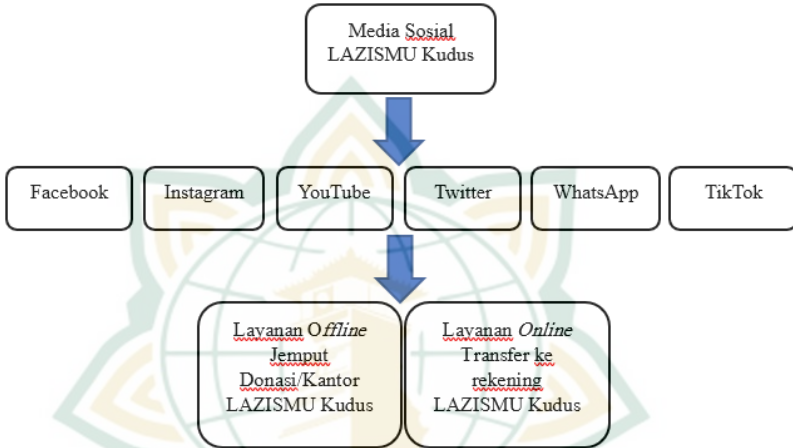 Media Sosial
LAZISMU Kudus
Facebook
Instagram
YouTube
Twitter
WhatsApp
TikTok
Layanan Offline
Jemput
Donasi/Kantor
LAZISMU Kudus
Layanan Online
Transfer ke
rekening
LAZISMU Kudus